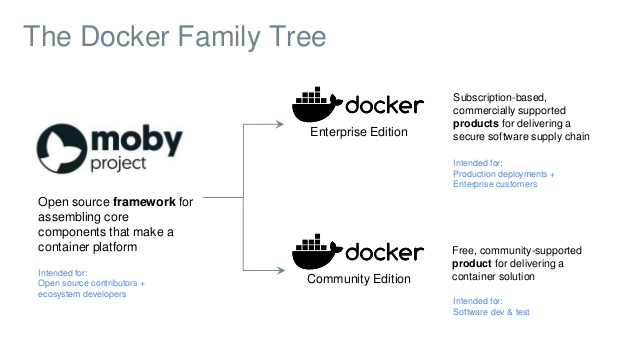 The Docker Family Tree
moby
project
Open source framework for
assembling core
components that make a
container platform
Intended for:
Open source contributors +
ecosystem developers
docker
Enterprise Edition
Subscription-based,
commercially supported
products for delivering a
secure software supply chain
Intended for:
Production deployments +
Enterprise customers
docker
Community Edition
Free, community-supported
product for delivering a
container solution
Intended for:
Software dev & test